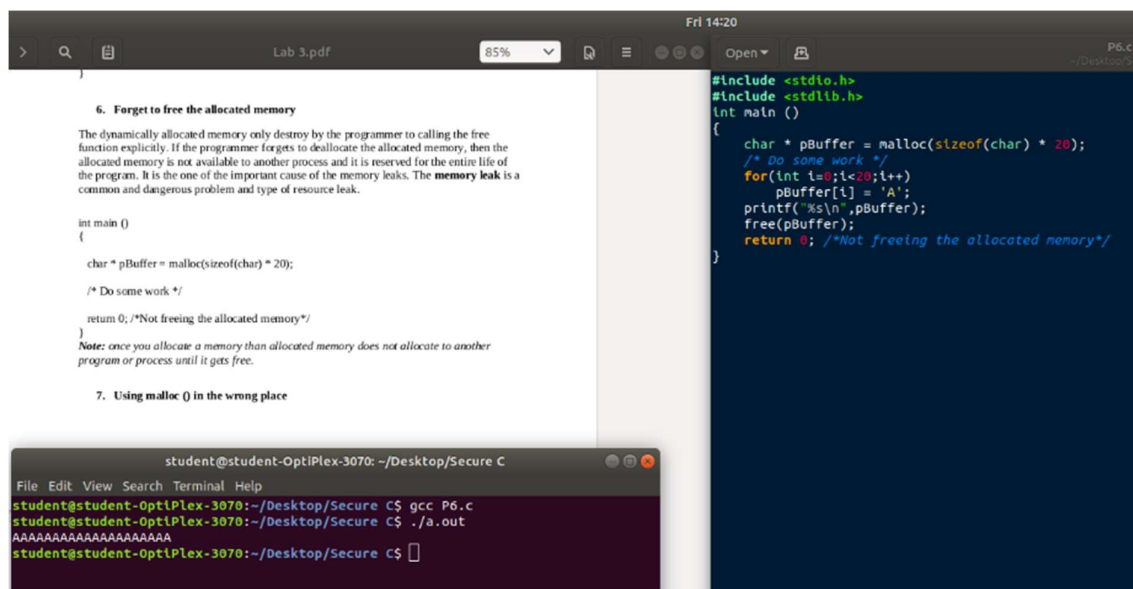 Fri 14:20
Lab 3.pdf
85%
6. Forget to free the allocated memory
The dynamically allocated memory only destroy by the programmer to calling the free
function explicitly. If the programmer forgets to deallocate the allocated memory, then the
allocated memory is not available to another process and it is reserved for the entire life of
the program. It is the one of the important cause of the memory leaks. The memory leak is a
common and dangerous problem and type of resource leak.
int main ()
{
char * pBuffer = malloc(sizeof(char) * 20);
/* Do some work */
return 0; /*Not freeing the allocated memory*/
}
Note: once you allocate a memory than allocated memory does not allocate to another
program or process until it gets free.
7. Using malloc () in the wrong place
Open
P6.c
~/Desktop/S
#include <stdio.h>
#include <stdlib.h>
int main ()
{
char * pBuffer = malloc(sizeof(char) * 20);
/* Do some work */
for(int i=0;i<20;i++)
pBuffer[i] = 'A';
printf("%s\n",pBuffer);
free(pBuffer);
return 0; /*Not freeing the allocated memory*/
}
student@student-OptiPlex-3070: ~/Desktop/Secure C
File Edit View Search Terminal Help
student@student-OptiPlex-3070:~/Desktop/Secure C$ gcc P6.c
student@student-OptiPlex-3070:~/Desktop/Secure C$ ./a.out
AAAAAAAAAAAAAAAAAAAA
student@student-OptiPlex-3070:~/Desktop/Secure C$